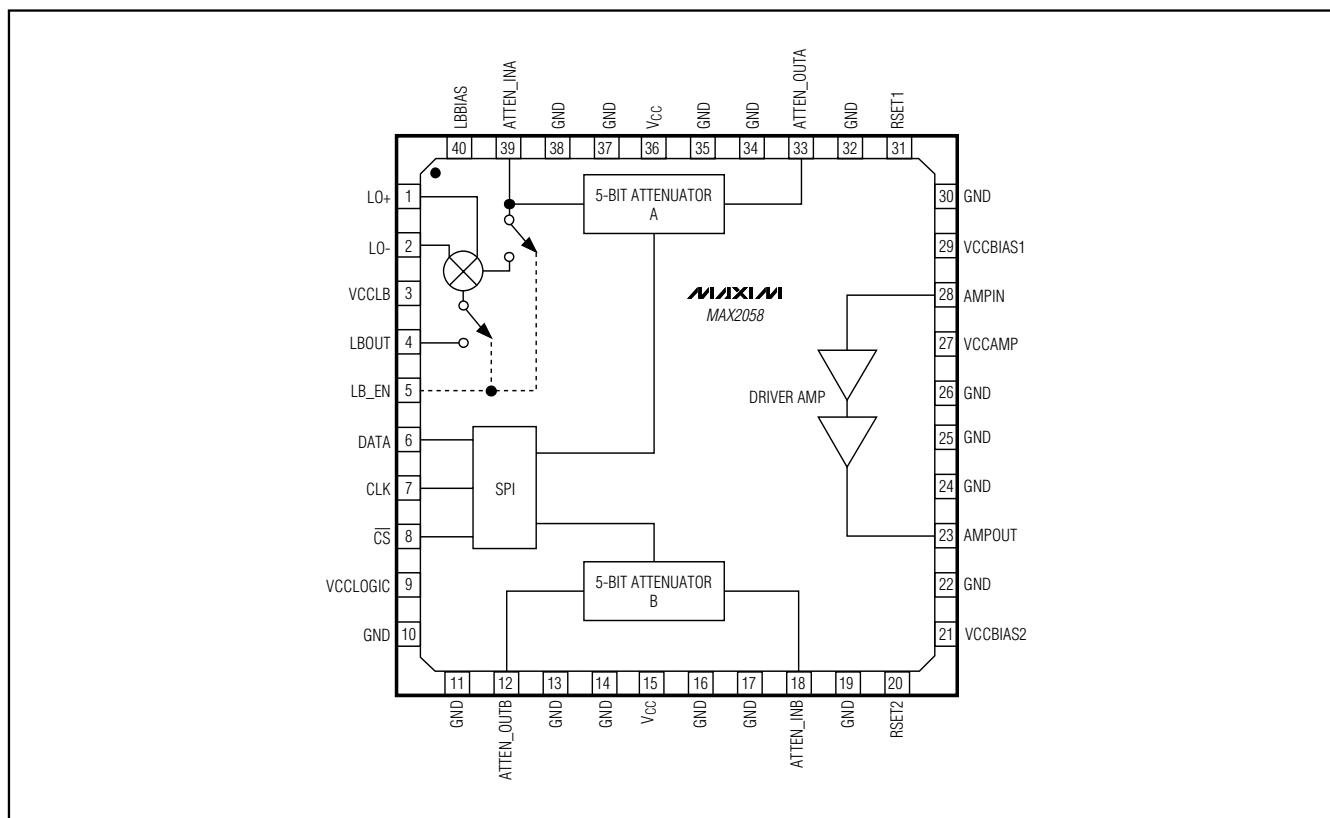 LBBIAS
ATTEN_INA
GND
GND
VCC
GND
GND
ATTEN_OUTA
GND
RSET1
40
39
38
37
36
35
34
33
32
31
LO+ 1
LO- 2
VCCLB 3
LBOUT 4
LB_EN 5
DATA 6
CLK 7
CS 8
VCCLOGIC 9
GND 10
5-BIT ATTENUATOR
A
MAXIM
MAX2058
DRIVER AMP
SPI
5-BIT ATTENUATOR
B
30 GND
29 VCCBIAS1
28 AMPIN
27 VCCAMP
26 GND
25 GND
24 GND
23 AMPOUT
22 GND
21 VCCBIAS2
11
12
13
14
15
16
17
18
19
20
GND
ATTEN_OUTB
GND
GND
VCC
GND
GND
ATTEN_INB
GND
RSET2